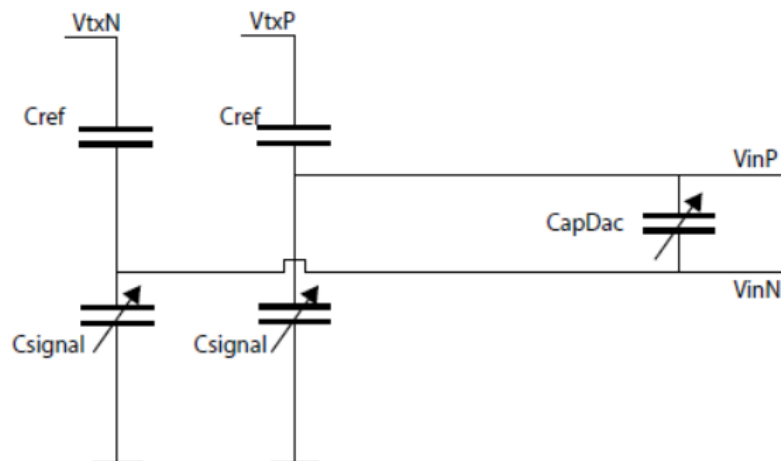 VtxN
VtxP
Cref
Cref
VinP
CapDac
VinN
Csignal
Csignal